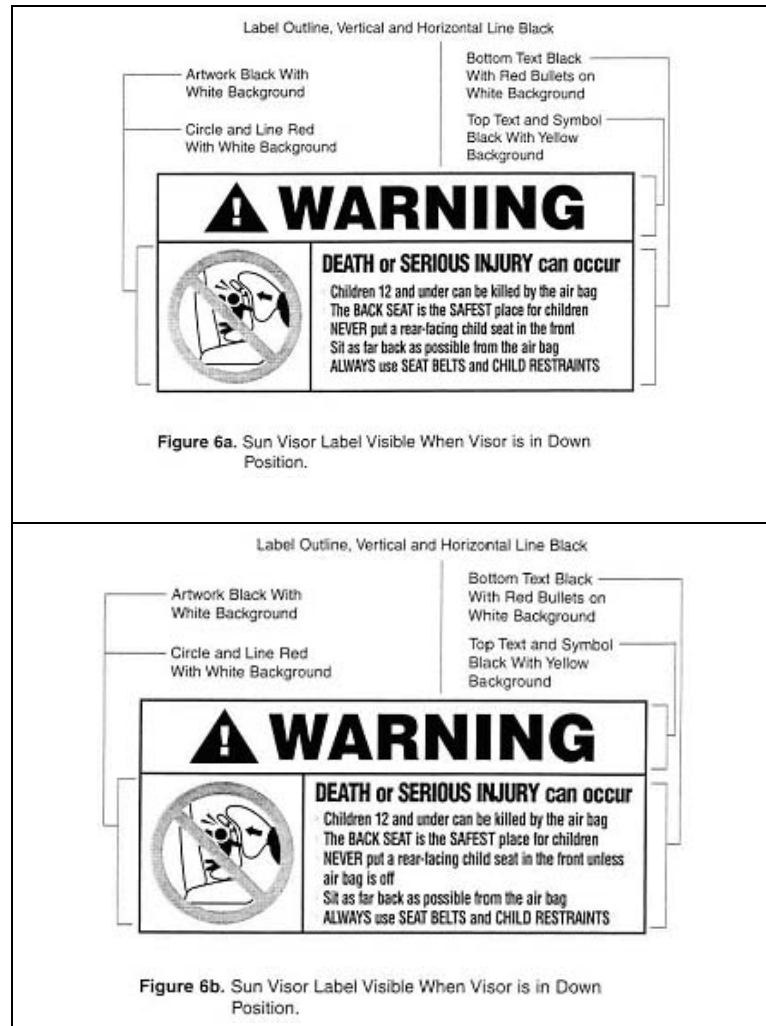 Label Outline, Vertical and Horizontal Line Black
Artwork Black With
White Background
Circle and Line Red
With White Background
Bottom Text Black
With Red Bullets on
White Background
Top Text and Symbol
Black With Yellow
Background
! WARNING
DEATH or SERIOUS INJURY can occur
Children 12 and under can be killed by the air bag
The BACK SEAT is the SAFEST place for children
NEVER put a rear-facing child seat in the front
Sit as far back as possible from the air bag
ALWAYS use SEAT BELTS and CHILD RESTRAINTS
Figure 6a. Sun Visor Label Visible When Visor is in Down
Position.
Label Outline, Vertical and Horizontal Line Black
Artwork Black With
White Background
Circle and Line Red
With White Background
Bottom Text Black
With Red Bullets on
White Background
Top Text and Symbol
Black With Yellow
Background
! WARNING
DEATH or SERIOUS INJURY can occur
Children 12 and under can be killed by the air bag
The BACK SEAT is the SAFEST place for children
NEVER put a rear-facing child seat in the front unless
air bag is off
Sit as far back as possible from the air bag
ALWAYS use SEAT BELTS and CHILD RESTRAINTS
Figure 6b. Sun Visor Label Visible When Visor is in Down
Position.